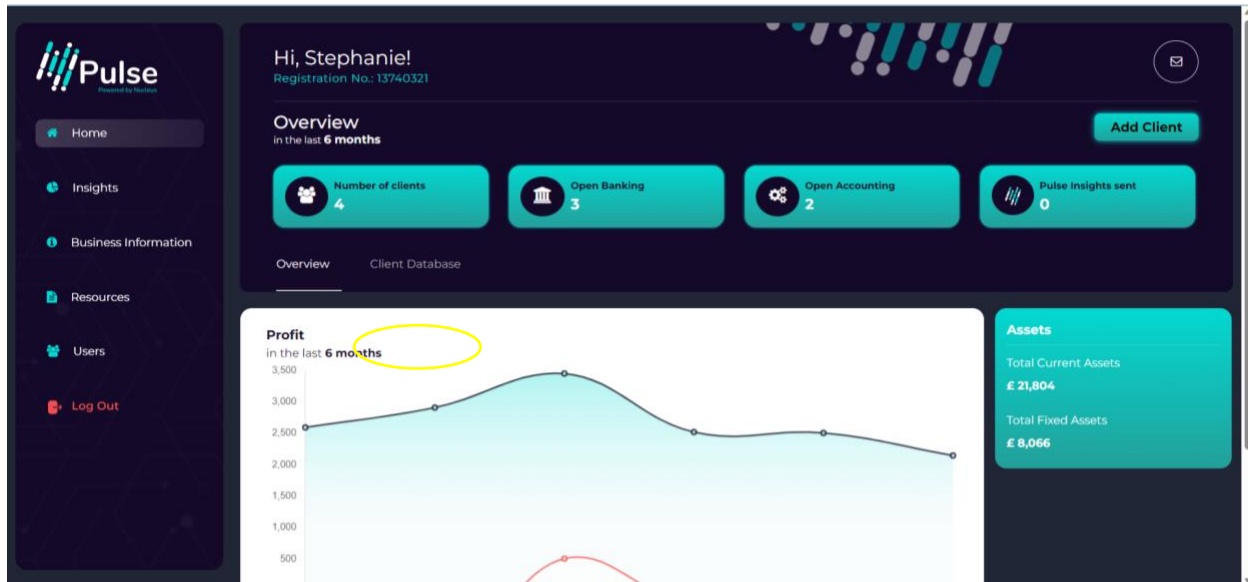 Pulse
Powered by Nucleus
Home
Insights
Business Information
Resources
Users
Log Out
Hi, Stephanie!
Registration No.: 13740321
Overview
in the last 6 months
Add Client
Number of clients
4
Open Banking
3
Open Accounting
2
Pulse Insights sent
0
Overview Client Database
Profit
in the last 6 months
3,500
3,000
2,500
2,000
1,500
1,000
500
Assets
Total Current Assets
£ 21,804
Total Fixed Assets
£ 8,066